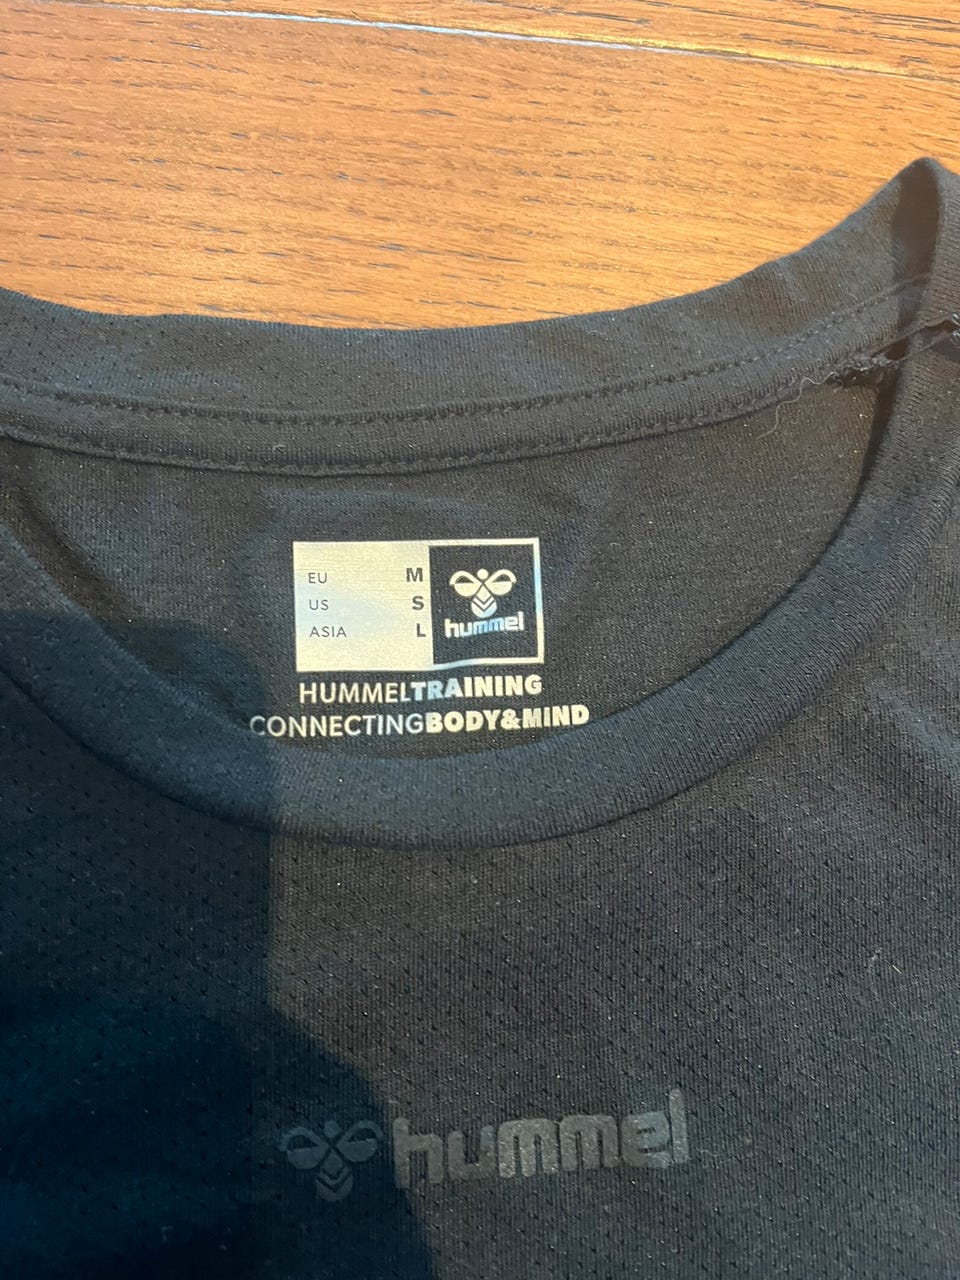 EU M
US S
ASIA L
hummel
HUMMELTRAINING
CONNECTINGBODY&MIND
hummel